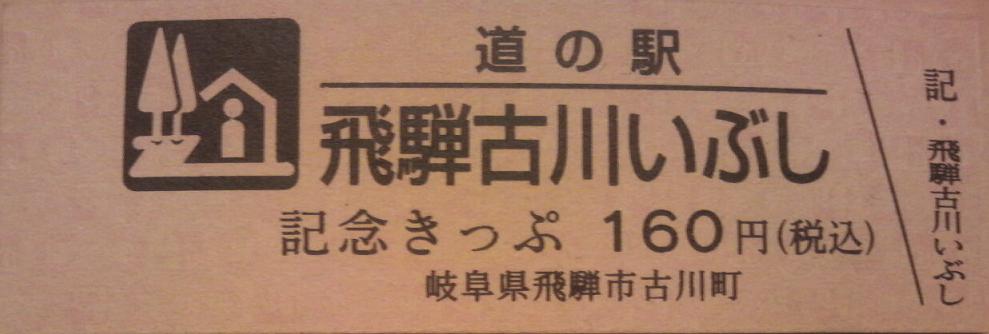 道の駅
飛騨古川いぶし
記念きっぷ 160円(税込)
岐阜県飛騨市古川町
記・飛騨古川いぶし